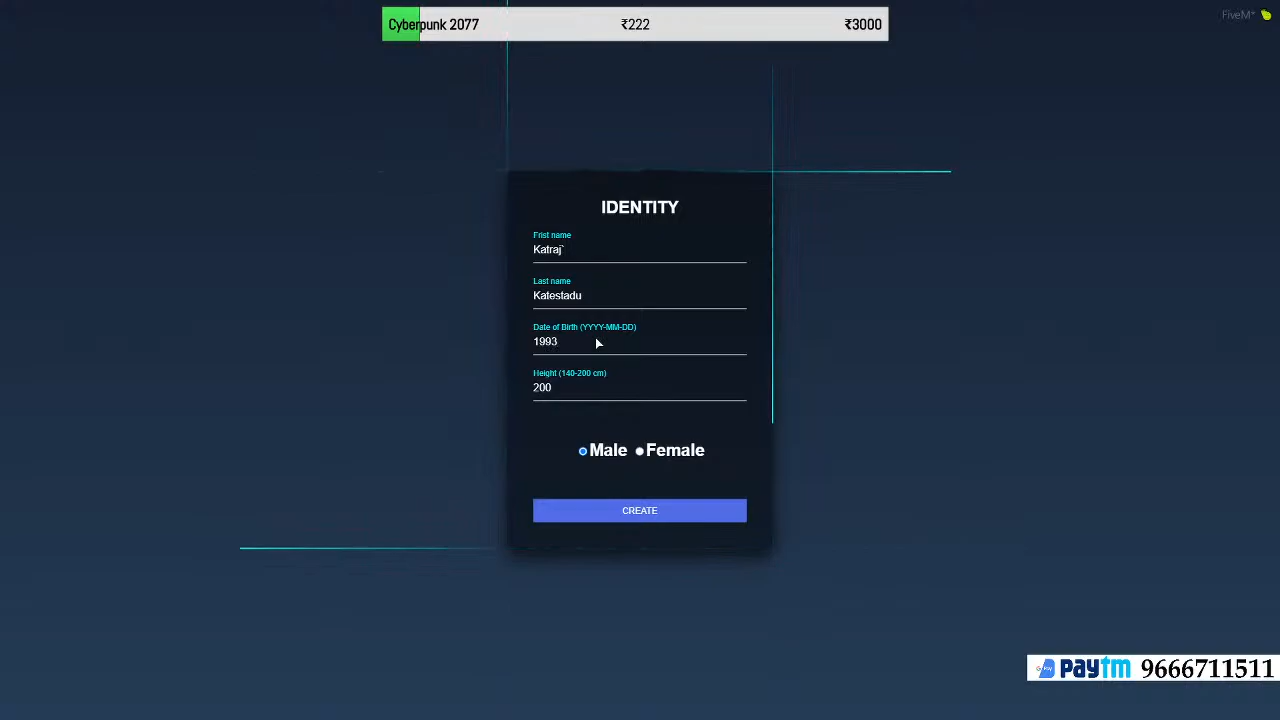 Cyberpunk 2077 ₹222 ₹3000
FiveM*
IDENTITY
Frist name
Katraj`
Last name
Katestadu
Date of Birth (YYYY-MM-DD)
1993
Height (140-200 cm)
200
Male Female
CREATE
G Pay paytm 9666711511